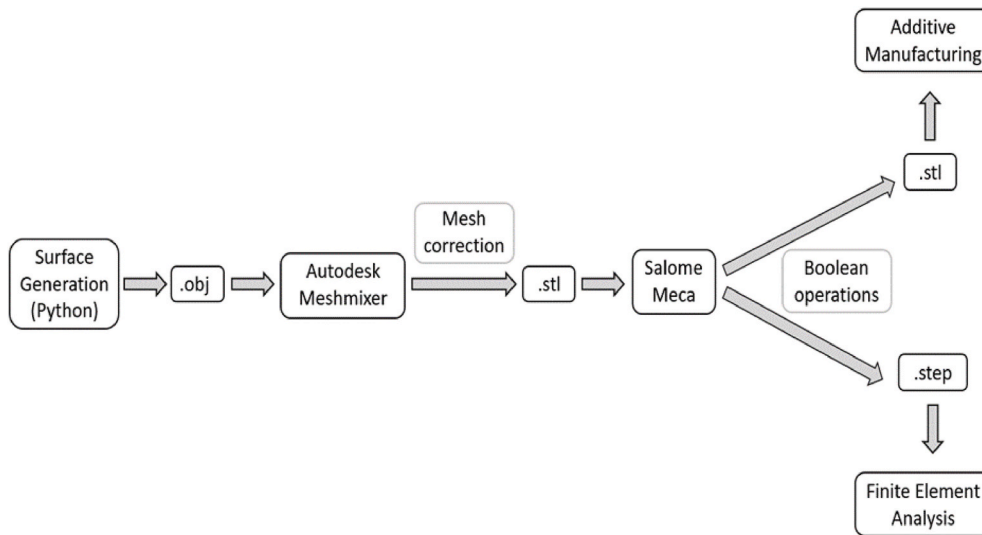 Surface
Generation
(Python)
.obj
Autodesk
Meshmixer
Mesh
correction
.stl
Salome
Meca
Boolean
operations
.stl
Additive
Manufacturing
.step
Finite Element
Analysis